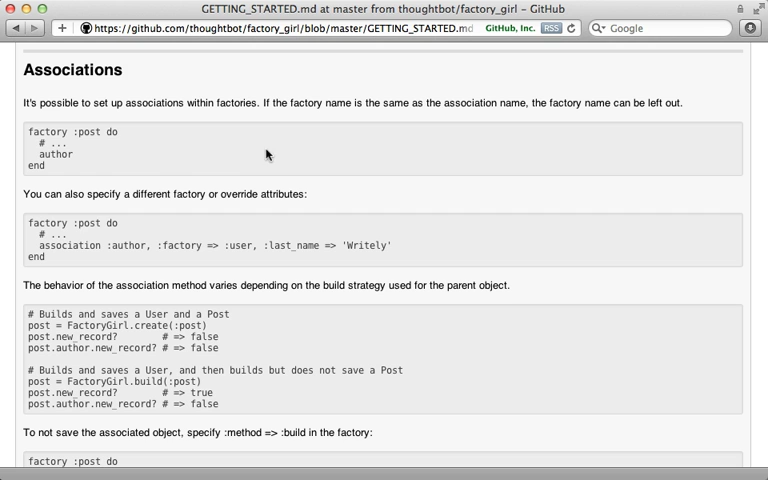 GETTING_STARTED.md at master from thoughtbot/factory_girl – GitHub
https://github.com/thoughtbot/factory_girl/blob/master/GETTING_STARTED.md GitHub, Inc. RSS Google
Associations
It's possible to set up associations within factories. If the factory name is the same as the association name, the factory name can be left out.
factory :post do
  # ...
  author
end
You can also specify a different factory or override attributes:
factory :post do
  # ...
  association :author, :factory => :user, :last_name => 'Writely'
end
The behavior of the association method varies depending on the build strategy used for the parent object.
# Builds and saves a User and a Post
post = FactoryGirl.create(:post)
post.new_record?        # => false
post.author.new_record? # => false
# Builds and saves a User, and then builds but does not save a Post
post = FactoryGirl.build(:post)
post.new_record?        # => true
post.author.new_record? # => false
To not save the associated object, specify :method => :build in the factory:
factory :post do